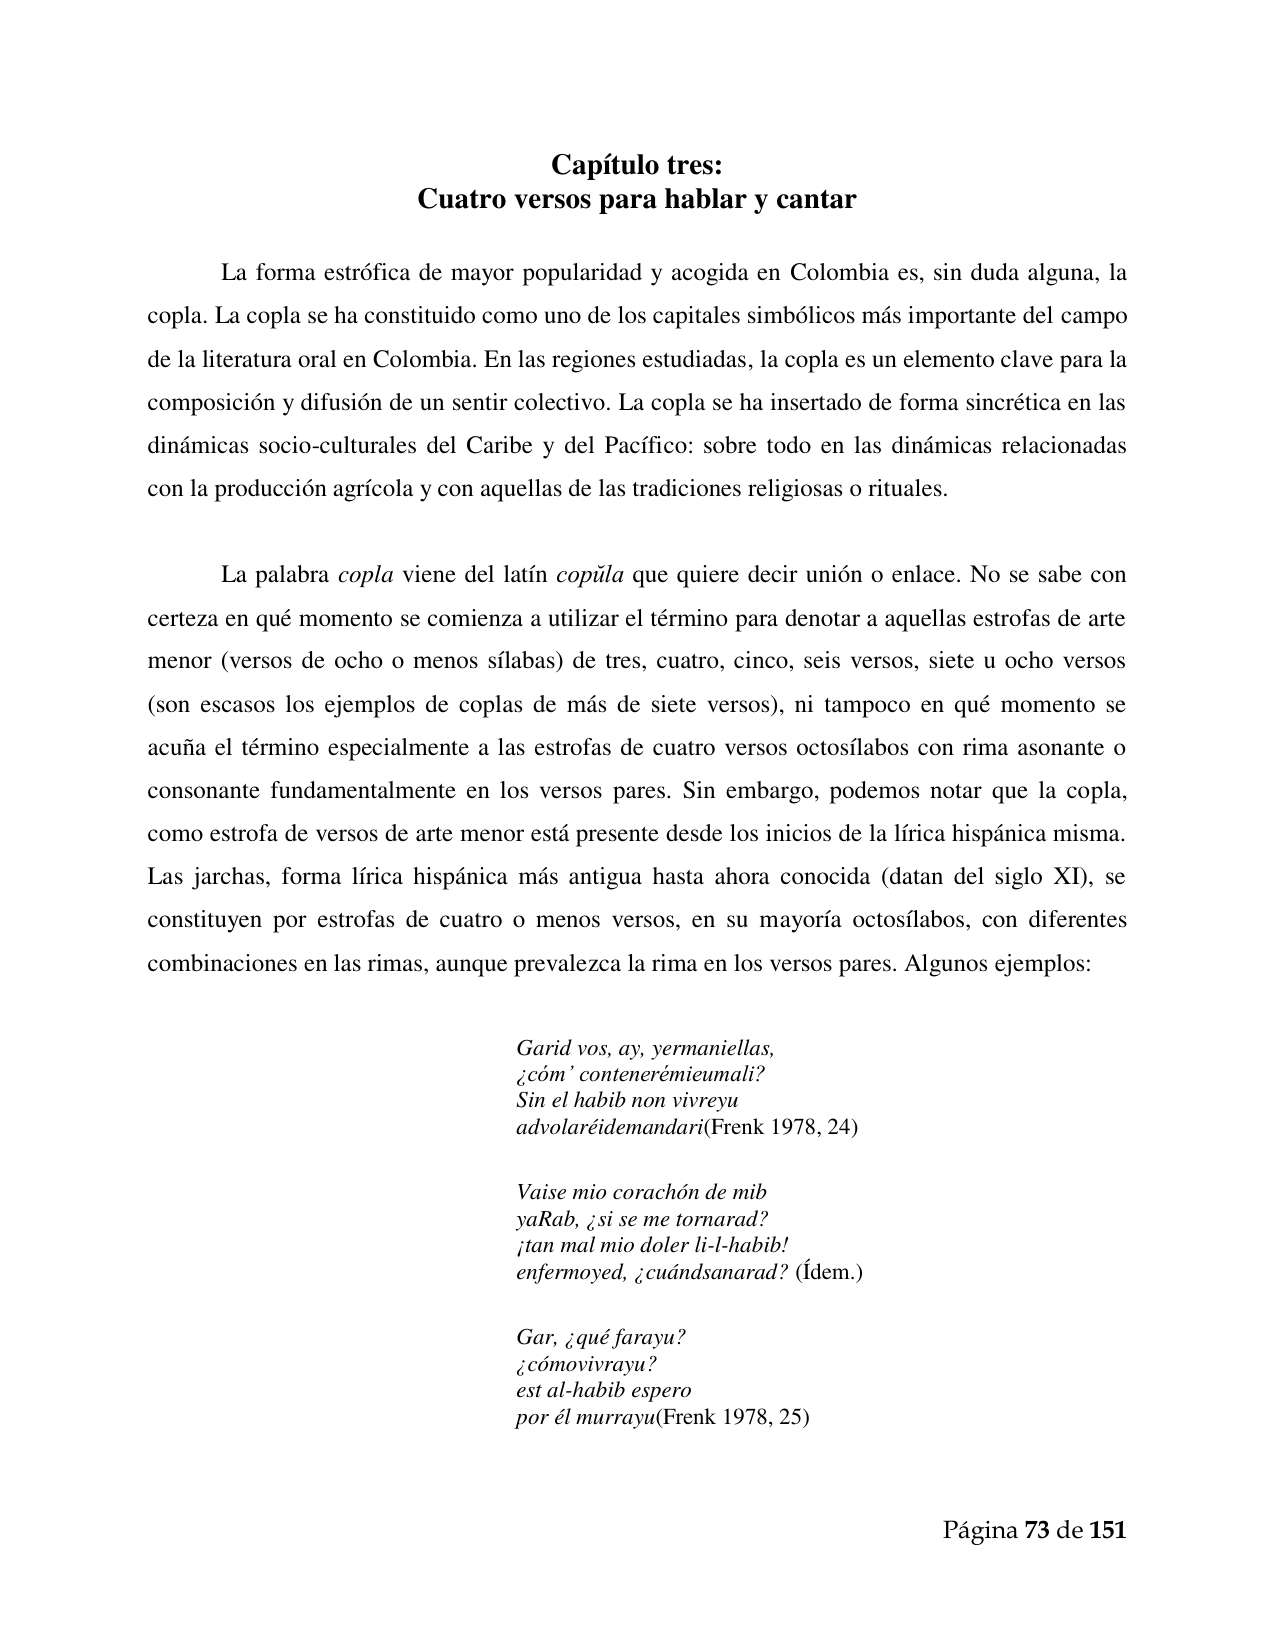 Capítulo tres:
Cuatro versos para hablar y cantar
La forma estrófica de mayor popularidad y acogida en Colombia es, sin duda alguna, la
copla. La copla se ha constituido como uno de los capitales simbólicos más importante del campo
de la literatura oral en Colombia. En las regiones estudiadas, la copla es un elemento clave para la
composición y difusión de un sentir colectivo. La copla se ha insertado de forma sincrética en las
dinámicas socio-culturales del Caribe y del Pacífico: sobre todo en las dinámicas relacionadas
con la producción agrícola y con aquellas de las tradiciones religiosas o rituales.
La palabra copla viene del latín copŭla que quiere decir unión o enlace. No se sabe con
certeza en qué momento se comienza a utilizar el término para denotar a aquellas estrofas de arte
menor (versos de ocho o menos sílabas) de tres, cuatro, cinco, seis versos, siete u ocho versos
(son escasos los ejemplos de coplas de más de siete versos), ni tampoco en qué momento se
acuña el término especialmente a las estrofas de cuatro versos octosílabos con rima asonante o
consonante fundamentalmente en los versos pares. Sin embargo, podemos notar que la copla,
como estrofa de versos de arte menor está presente desde los inicios de la lírica hispánica misma.
Las jarchas, forma lírica hispánica más antigua hasta ahora conocida (datan del siglo XI), se
constituyen por estrofas de cuatro o menos versos, en su mayoría octosílabos, con diferentes
combinaciones en las rimas, aunque prevalezca la rima en los versos pares. Algunos ejemplos:
Garid vos, ay, yermaniellas,
¿cóm’ contenerémieumali?
Sin el habib non vivreyu
advolaréidemandari(Frenk 1978, 24)
Vaise mio corachón de mib
yaRab, ¿si se me tornarad?
¡tan mal mio doler li-l-habib!
enfermoyed, ¿cuándsanarad? (Ídem.)
Gar, ¿qué farayu?
¿cómovivrayu?
est al-habib espero
por él murrayu(Frenk 1978, 25)
Página 73 de 151